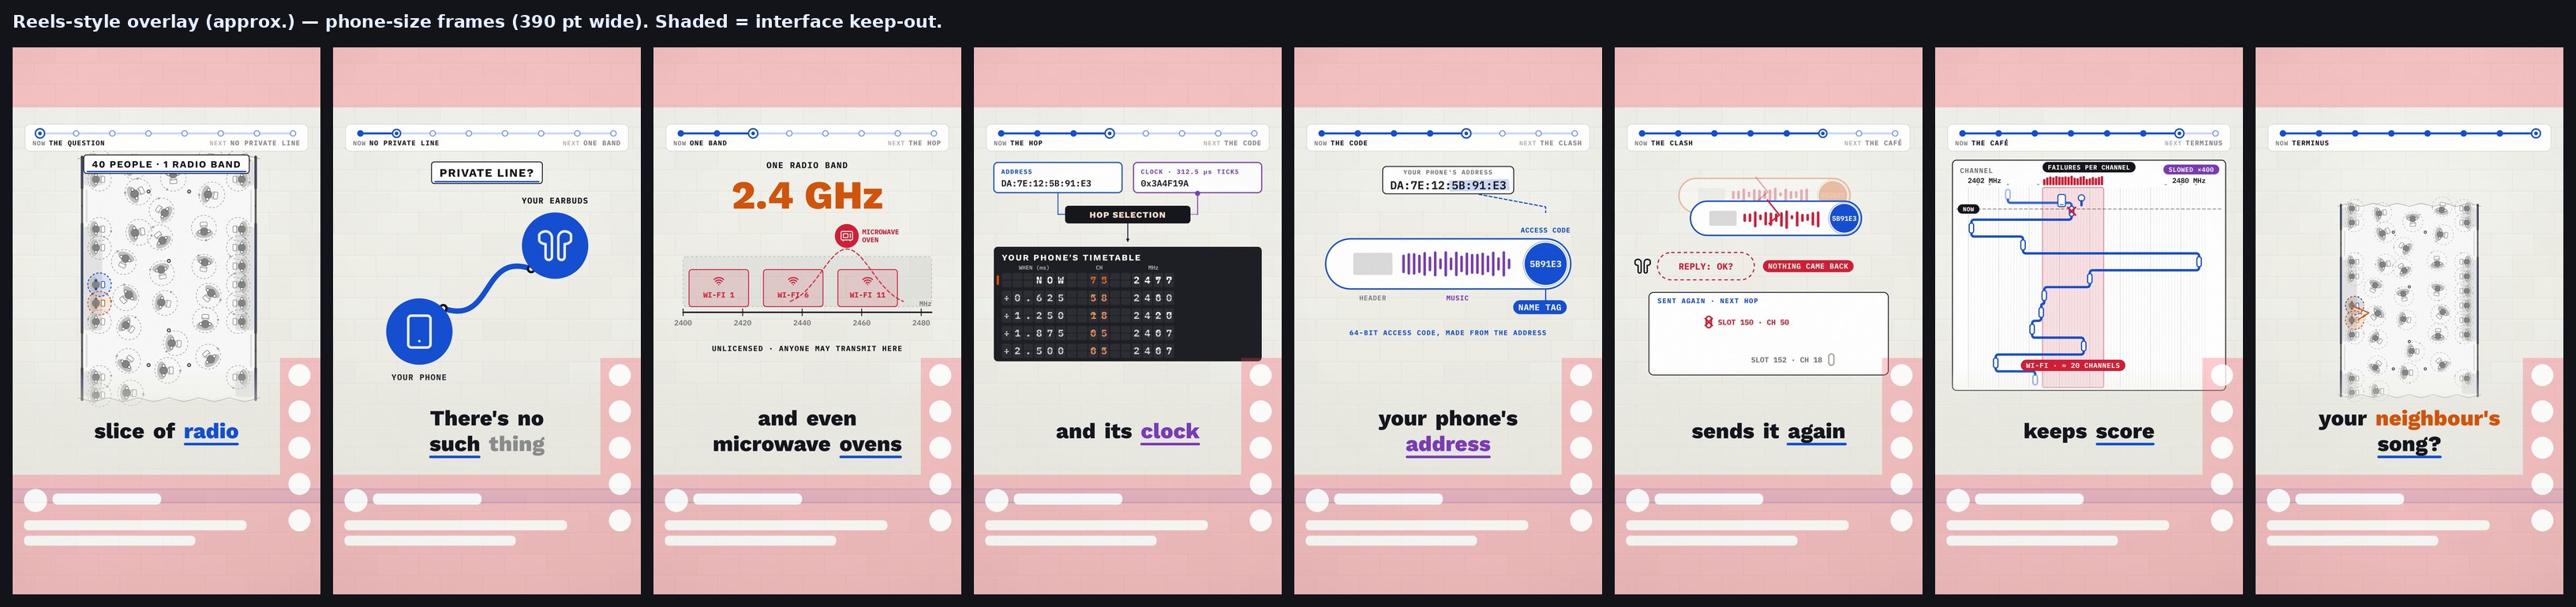 Reels-style overlay (approx.) — phone-size frames (390 pt wide). Shaded = interface keep-out.
NOW THE QUESTION
NEXT NO PRIVATE LINE
40 PEOPLE · 1 RADIO BAND
slice of radio
NOW NO PRIVATE LINE
NEXT ONE BAND
PRIVATE LINE?
YOUR EARBUDS
YOUR PHONE
There's no
such thing
NOW ONE BAND
NEXT THE HOP
ONE RADIO BAND
2.4 GHz
MICROWAVE
OVEN
WI-FI 1
WI-FI 6
WI-FI 11
MHz
2400
2420
2440
2460
2480
UNLICENSED · ANYONE MAY TRANSMIT HERE
and even
microwave ovens
NOW THE HOP
NEXT THE CODE
ADDRESS
DA:7E:12:5B:91:E3
CLOCK · 312.5 µs TICKS
0x3A4F19A
HOP SELECTION
YOUR PHONE'S TIMETABLE
WHEN (ms) CH MHz
NOW 75 2477
+0.625 58 2460
+1.250
+1.875
+2.500
and its clock
NOW THE CODE
NEXT THE CLASH
YOUR PHONE'S ADDRESS
DA:7E:12:5B:91:E3
ACCESS CODE
5B91E3
HEADER
MUSIC
NAME TAG
64-BIT ACCESS CODE, MADE FROM THE ADDRESS
your phone's
address
NOW THE CLASH
NEXT THE CAFÉ
5B91E3
REPLY: OK?
NOTHING CAME BACK
SENT AGAIN · NEXT HOP
SLOT 150 · CH 50
SLOT 152 · CH 18
sends it again
NOW THE CAFÉ
NEXT TERMINUS
CHANNEL
FAILURES PER CHANNEL
SLOWED ×400
2402 MHz
2480 MHz
NOW
WI-FI · ≈ 20 CHANNELS
keeps score
NOW TERMINUS
your neighbour's
song?